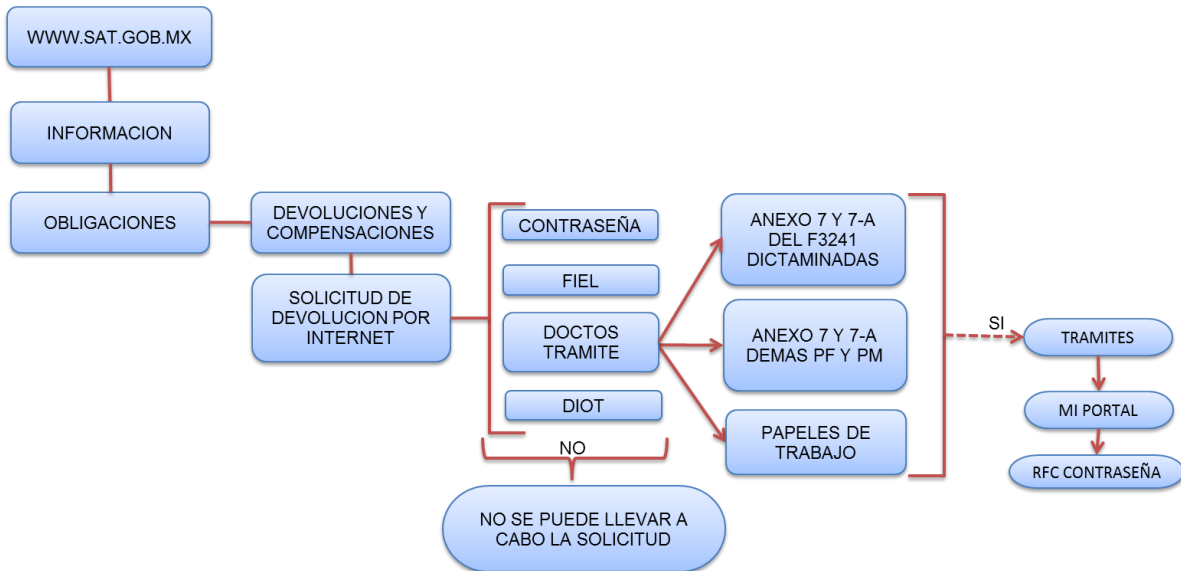 WWW.SAT.GOB.MX
INFORMACION
OBLIGACIONES
DEVOLUCIONES Y
COMPENSACIONES
SOLICITUD DE
DEVOLUCION POR
INTERNET
CONTRASEÑA
FIEL
DOCTOS
TRAMITE
DIOT
NO
NO SE PUEDE LLEVAR A
CABO LA SOLICITUD
ANEXO 7 Y 7-A
DEL F3241
DICTAMINADAS
ANEXO 7 Y 7-A
DEMAS PF Y PM
PAPELES DE
TRABAJO
SI
TRAMITES
MI PORTAL
RFC CONTRASEÑA